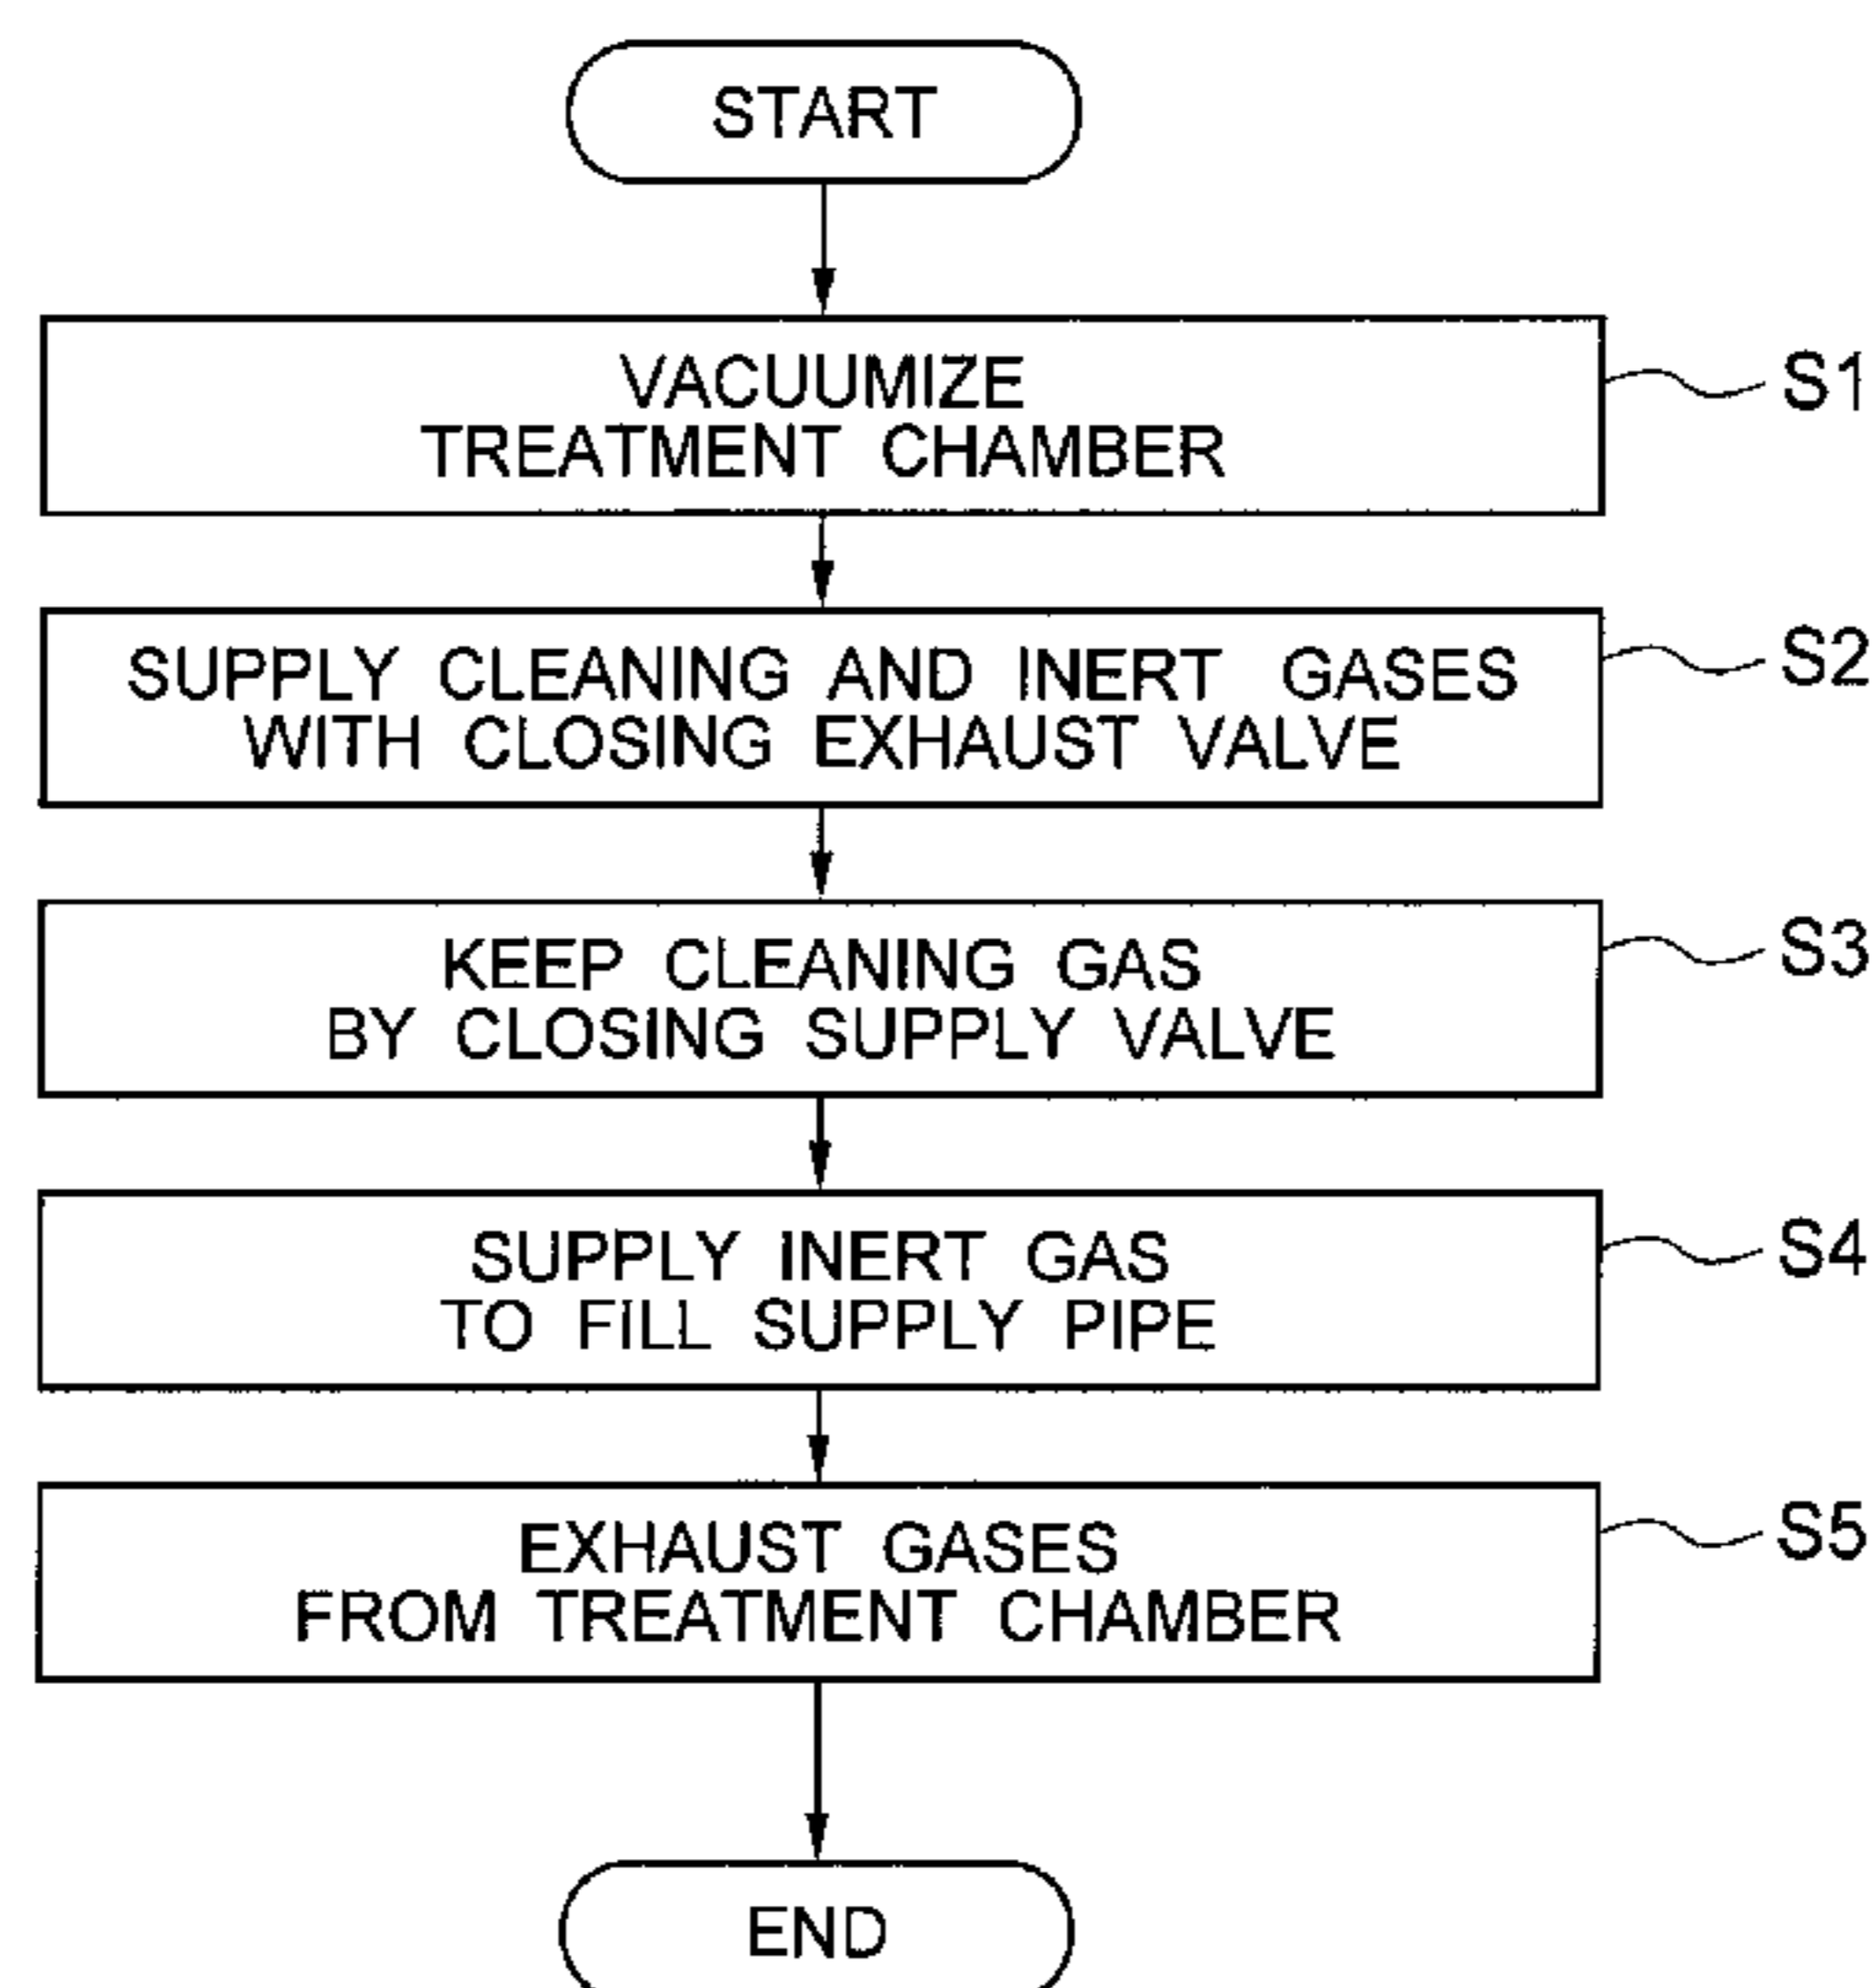 START
VACUUMIZE
TREATMENT CHAMBER
S1
SUPPLY CLEANING AND INERT GASES
WITH CLOSING EXHAUST VALVE
S2
KEEP CLEANING GAS
BY CLOSING SUPPLY VALVE
S3
SUPPLY INERT GAS
TO FILL SUPPLY PIPE
S4
EXHAUST GASES
FROM TREATMENT CHAMBER
S5
END